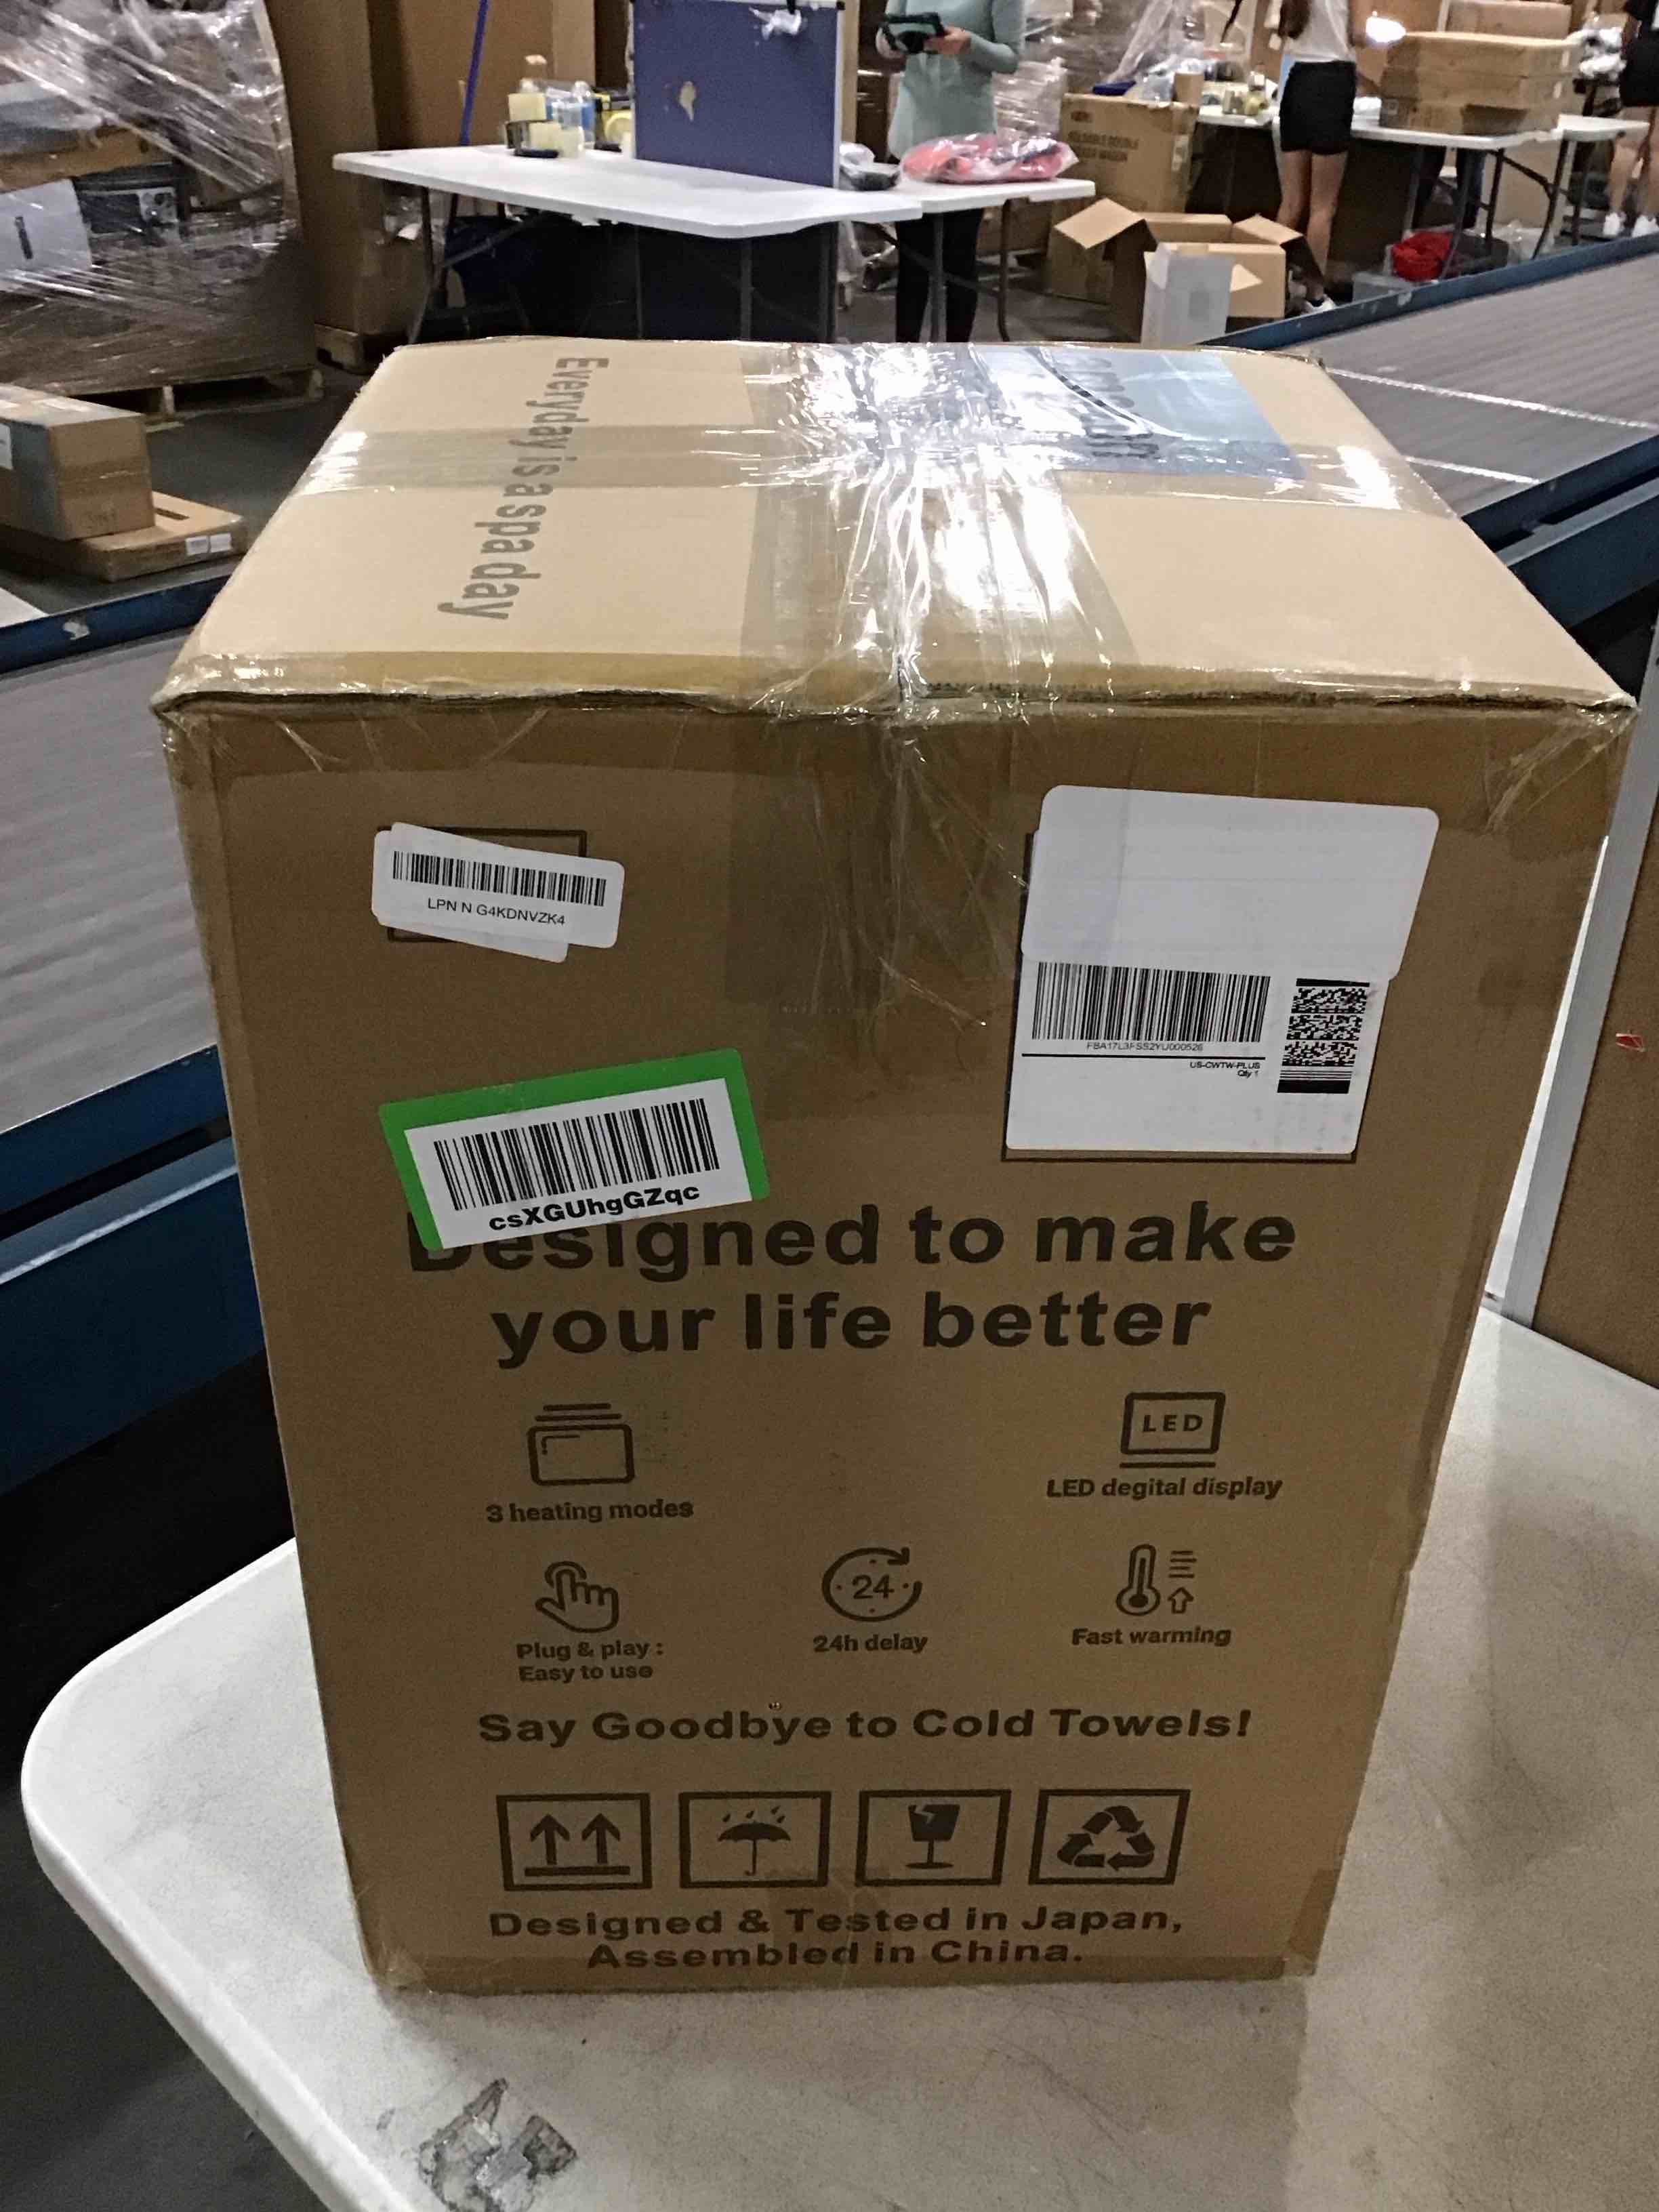 Everyday is a spa day
LPN N G4KDNVZK4
FBA17L3FSS2YU000526
US-CWTW-PLUS
Qty 1
csXGUhgGZqc
Designed to make
your life better
3 heating modes
LED
LED degital display
Plug & play :
Easy to use
24
24h delay
Fast warming
Say Goodbye to Cold Towels!
Designed & Tested in Japan,
Assembled in China.